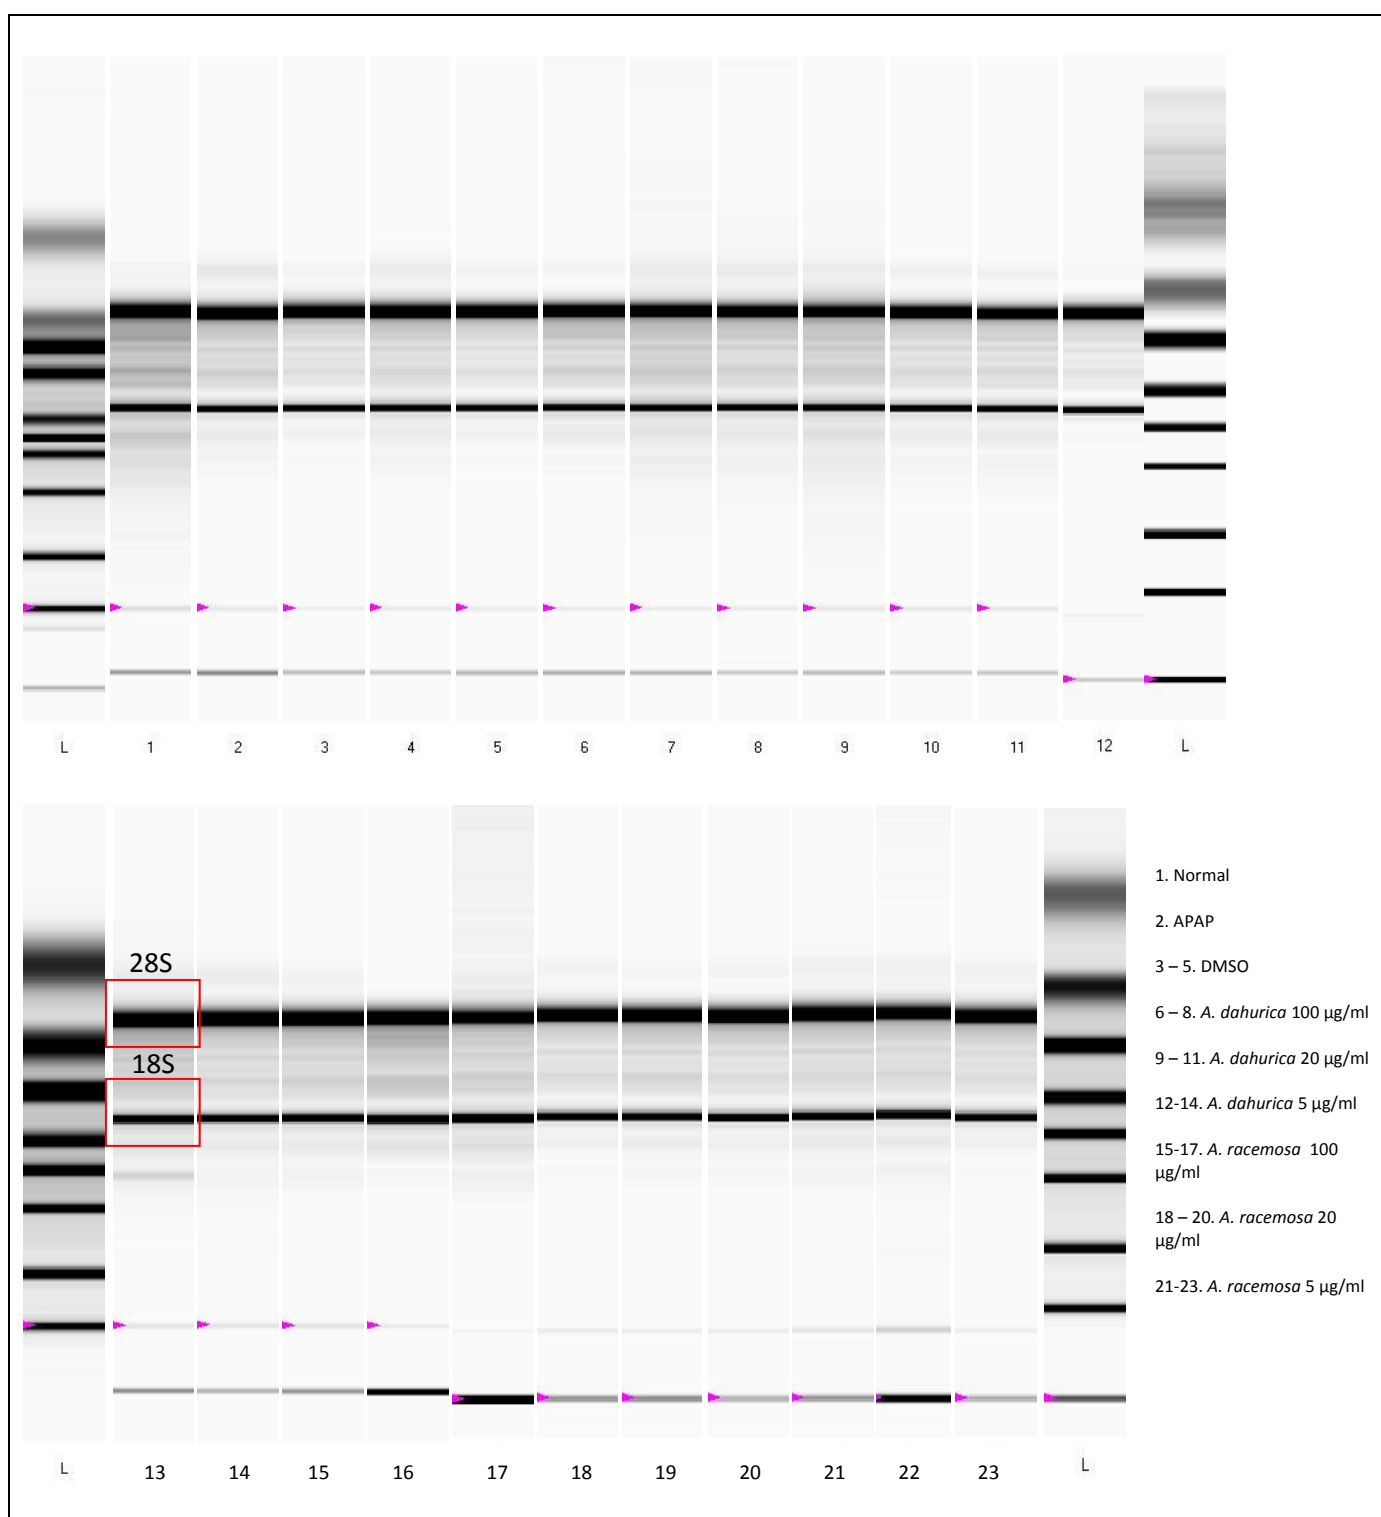 L 1 2 3 4 5 6 7 8 9 10 11 12 L
28S
18S
1. Normal
2. APAP
3 – 5. DMSO
6 – 8. A. dahurica 100 µg/ml
9 – 11. A. dahurica 20 µg/ml
12-14. A. dahurica 5 µg/ml
15-17. A. racemosa 100
µg/ml
18 – 20. A. racemosa 20
µg/ml
21-23. A. racemosa 5 µg/ml
L 13 14 15 16 17 18 19 20 21 22 23 L